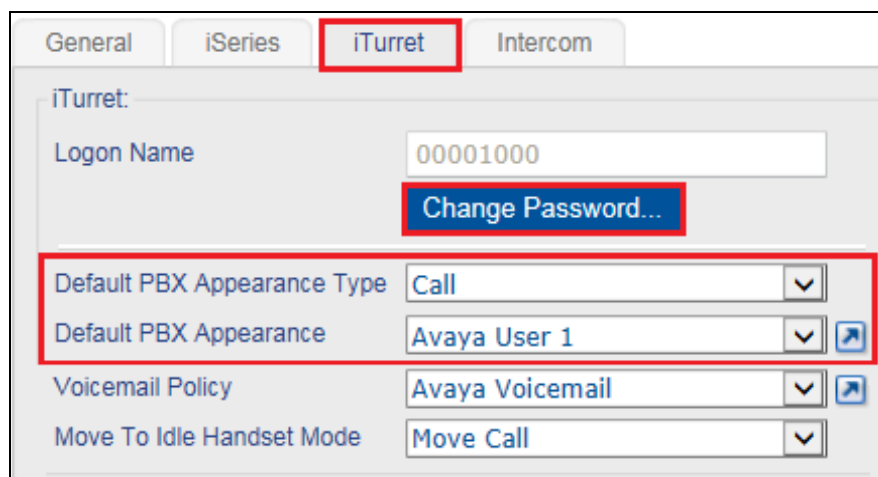 General iSeries iTurret Intercom
iTurret:
Logon Name 00001000
Change Password...
Default PBX Appearance Type Call
Default PBX Appearance Avaya User 1
Voicemail Policy Avaya Voicemail
Move To Idle Handset Mode Move Call